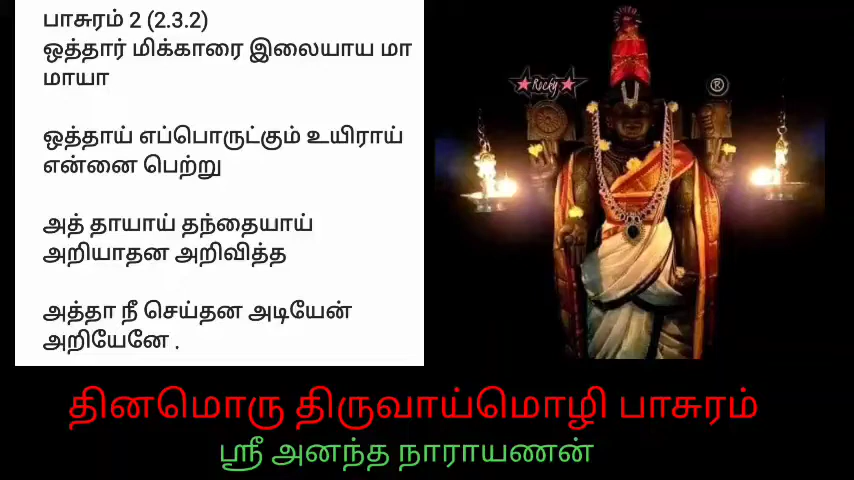 பாசுரம் 2 (2.3.2)
ஒத்தார் மிக்காரை இலையாய மா
மாயா
ஒத்தாய் எப்பொருட்கும் உயிராய்
என்னை பெற்று
அத் தாயாய் தந்தையாய்
அறியாதன அறிவித்த
அத்தா நீ செய்தன அடியேன்
அறியேனே .
★Rocky★
®
தினமொரு திருவாய்மொழி பாசுரம்
ஸ்ரீ அனந்த நாராயணன்